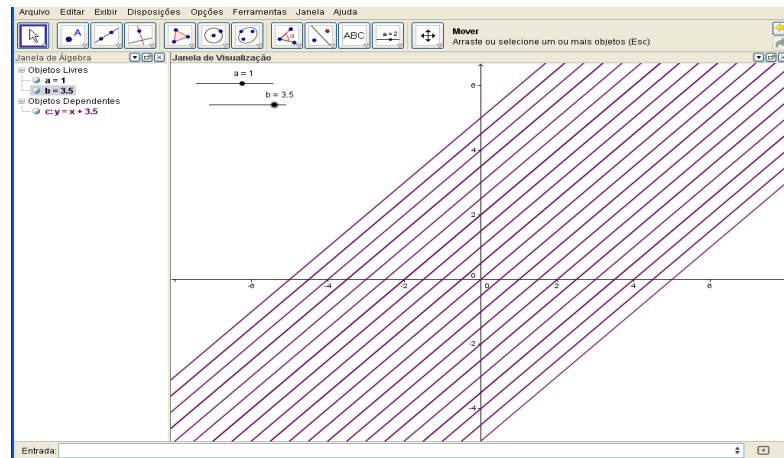 Arquivo Editar Exibir Disposições Opções Ferramentas Janela Ajuda
A
α
ABC
a=2
Mover
Arraste ou selecione um ou mais objetos (Esc)
Janela de Álgebra
Objetos Livres
a = 1
b = 3.5
Objetos Dependentes
c: y = x + 3.5
Janela de Visualização
a = 1
b = 3.5
6
4
2
0
-2
-4
-6
-4
-2
0
2
4
6
Entrada: